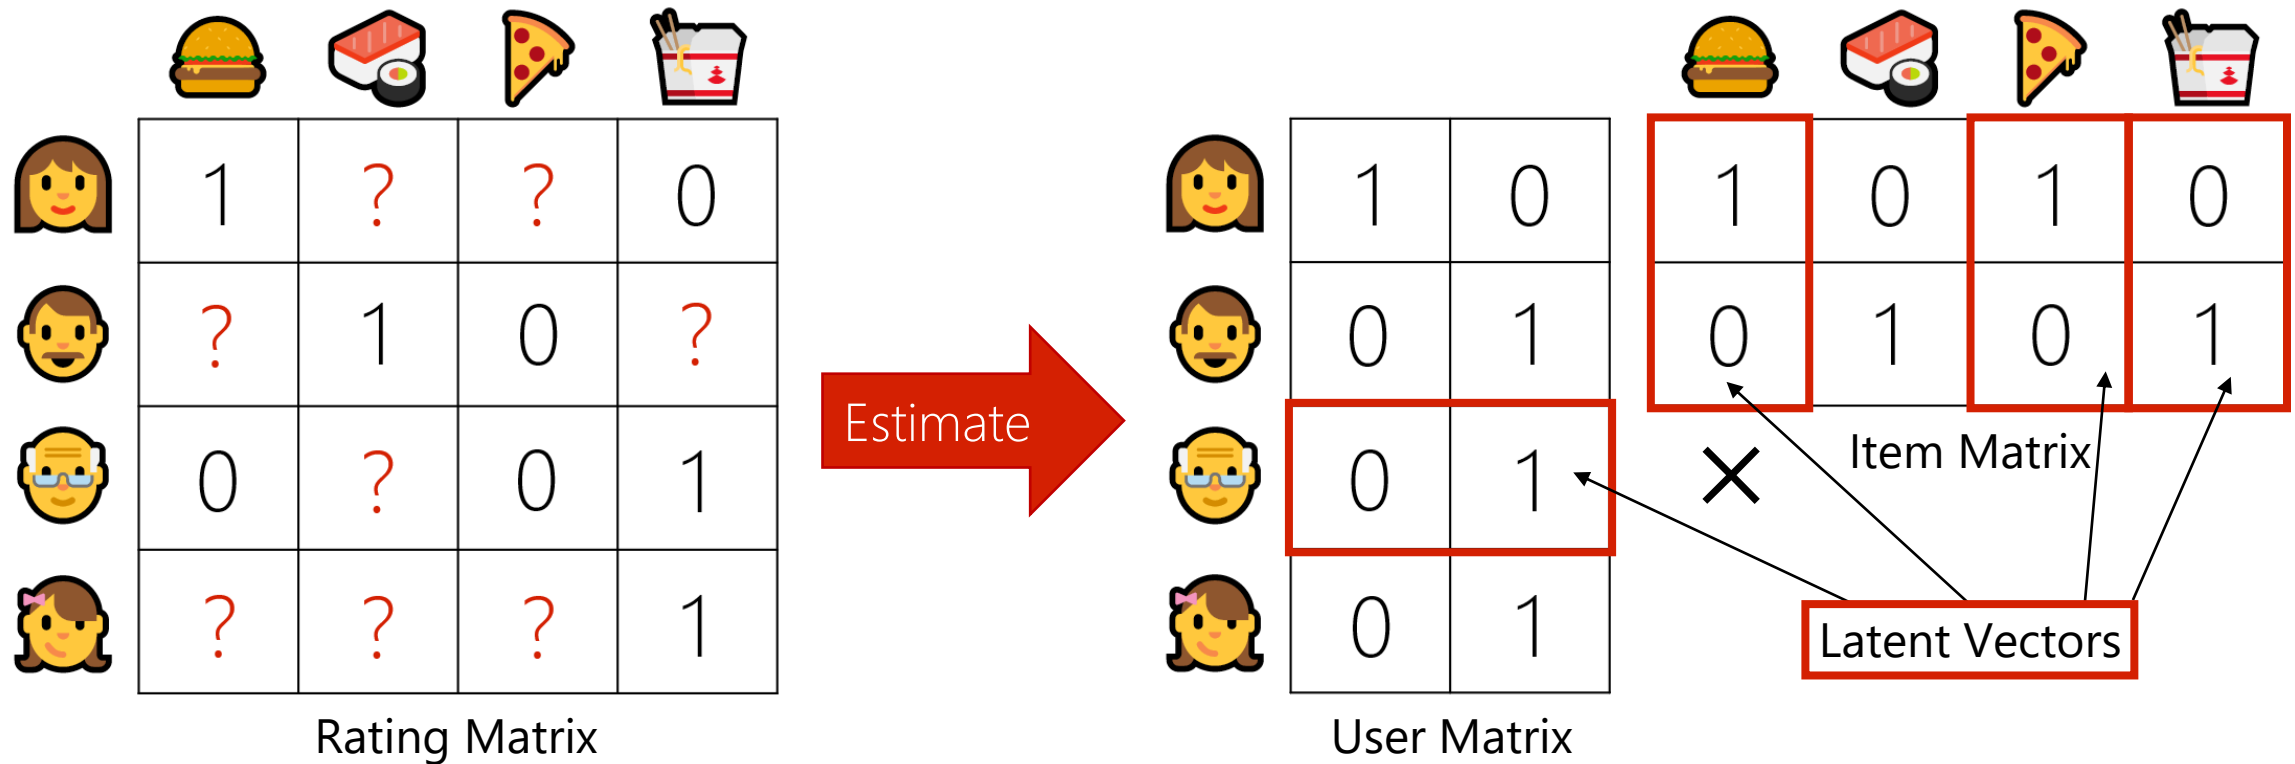 1 ? ? 0
? 1 0 ?
0 ? 0 1
? ? ? 1
Rating Matrix
Estimate
1 0
0 1
0 1
0 1
User Matrix
×
1 0 1 0
0 1 0 1
Item Matrix
Latent Vectors